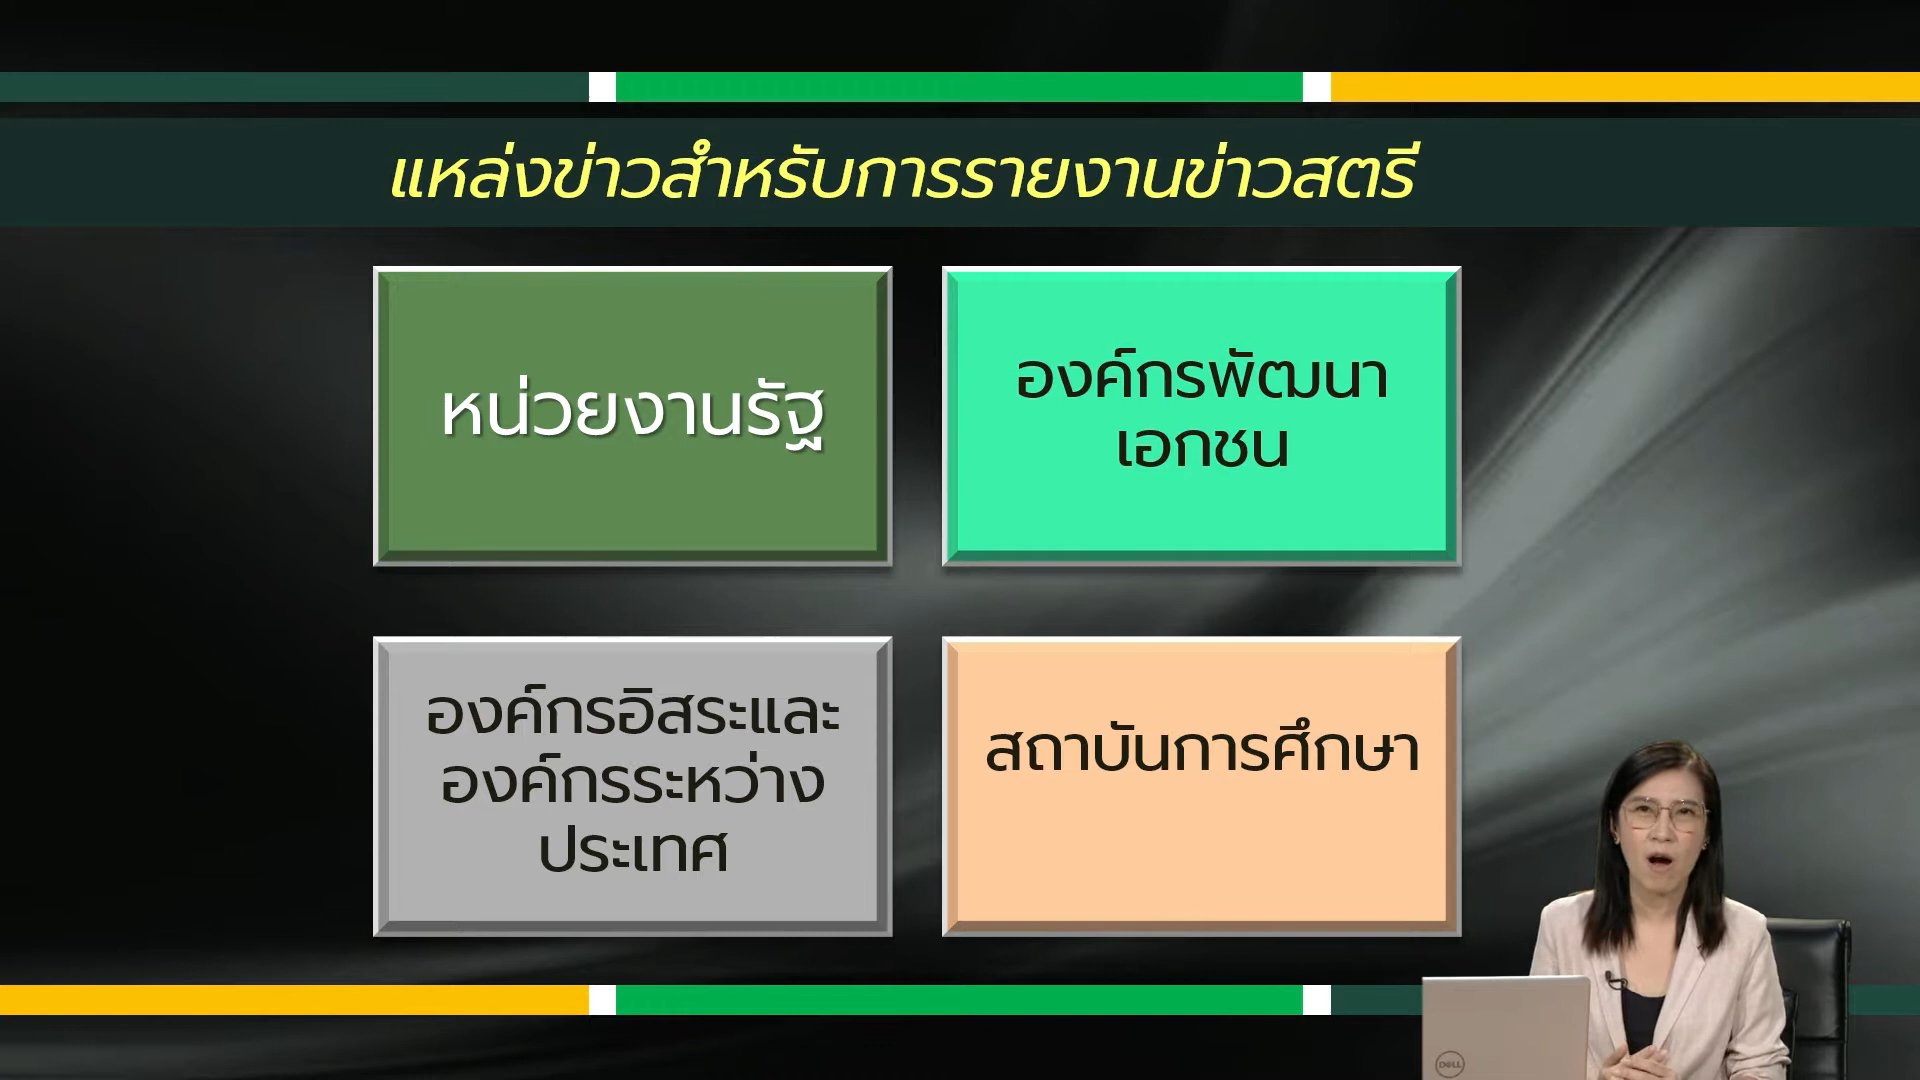 แหล่งข่าวสำหรับการรายงานข่าวสตรี
หน่วยงานรัฐ
องค์กรพัฒนา
เอกชน
องค์กรอิสระและ
องค์กรระหว่าง
ประเทศ
สถาบันการศึกษา
DELL